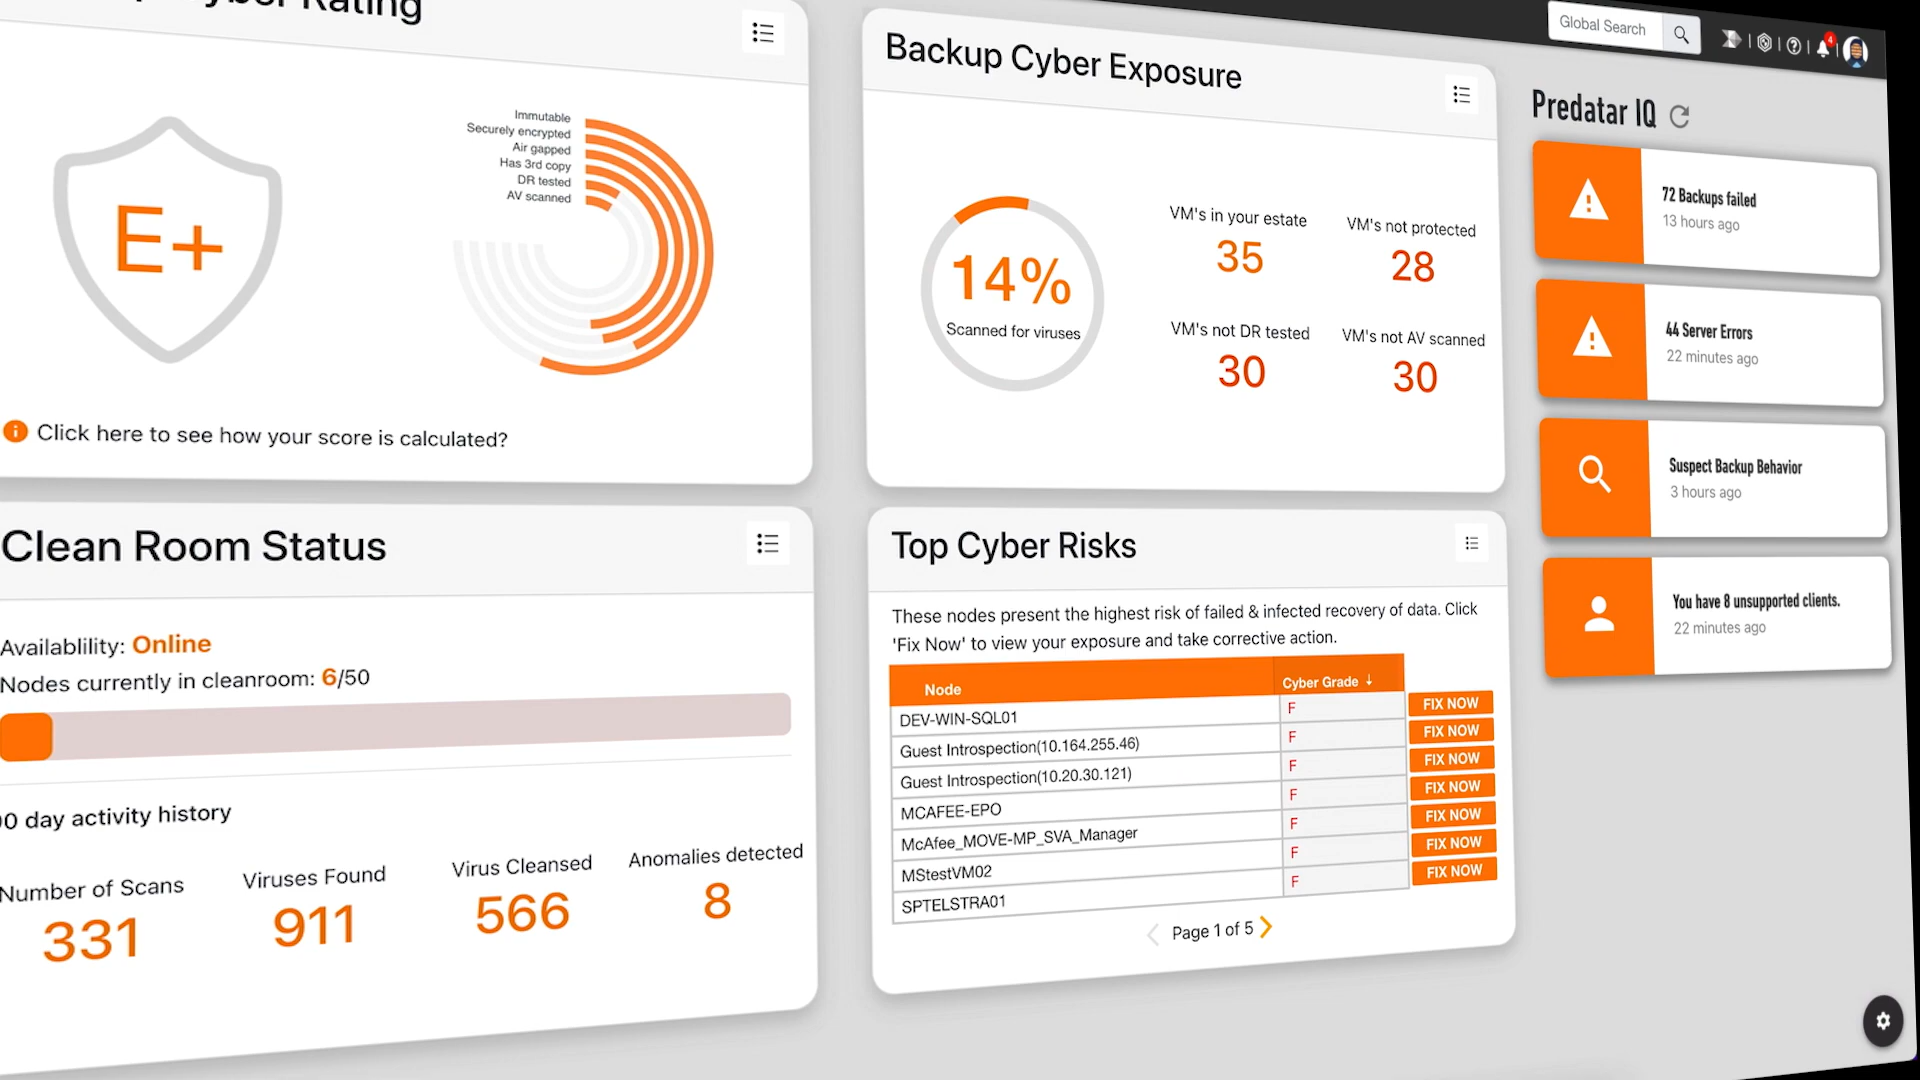 Cyber Rating
Immutable
Securely encrypted
Air gapped
Has 3rd copy
DR tested
AV scanned
E+
Click here to see how your score is calculated?
Backup Cyber Exposure
14%
Scanned for viruses
VM's in your estate
35
VM's not protected
28
VM's not DR tested
30
VM's not AV scanned
30
Clean Room Status
Availablility: Online
Nodes currently in cleanroom: 6/50
0 day activity history
Number of Scans
331
Viruses Found
911
Virus Cleansed
566
Anomalies detected
8
Top Cyber Risks
These nodes present the highest risk of failed & infected recovery of data. Click
'Fix Now' to view your exposure and take corrective action.
Node Cyber Grade ↓
DEV-WIN-SQL01 F FIX NOW
Guest Introspection(10.164.255.46) F FIX NOW
Guest Introspection(10.20.30.121) F FIX NOW
MCAFEE-EPO F FIX NOW
McAfee_MOVE-MP_SVA_Manager F FIX NOW
MStestVM02 F FIX NOW
SPTELSTRA01 F FIX NOW
Page 1 of 5
Global Search
4
Predatar IQ
72 Backups failed
13 hours ago
44 Server Errors
22 minutes ago
Suspect Backup Behavior
3 hours ago
You have 8 unsupported clients.
22 minutes ago